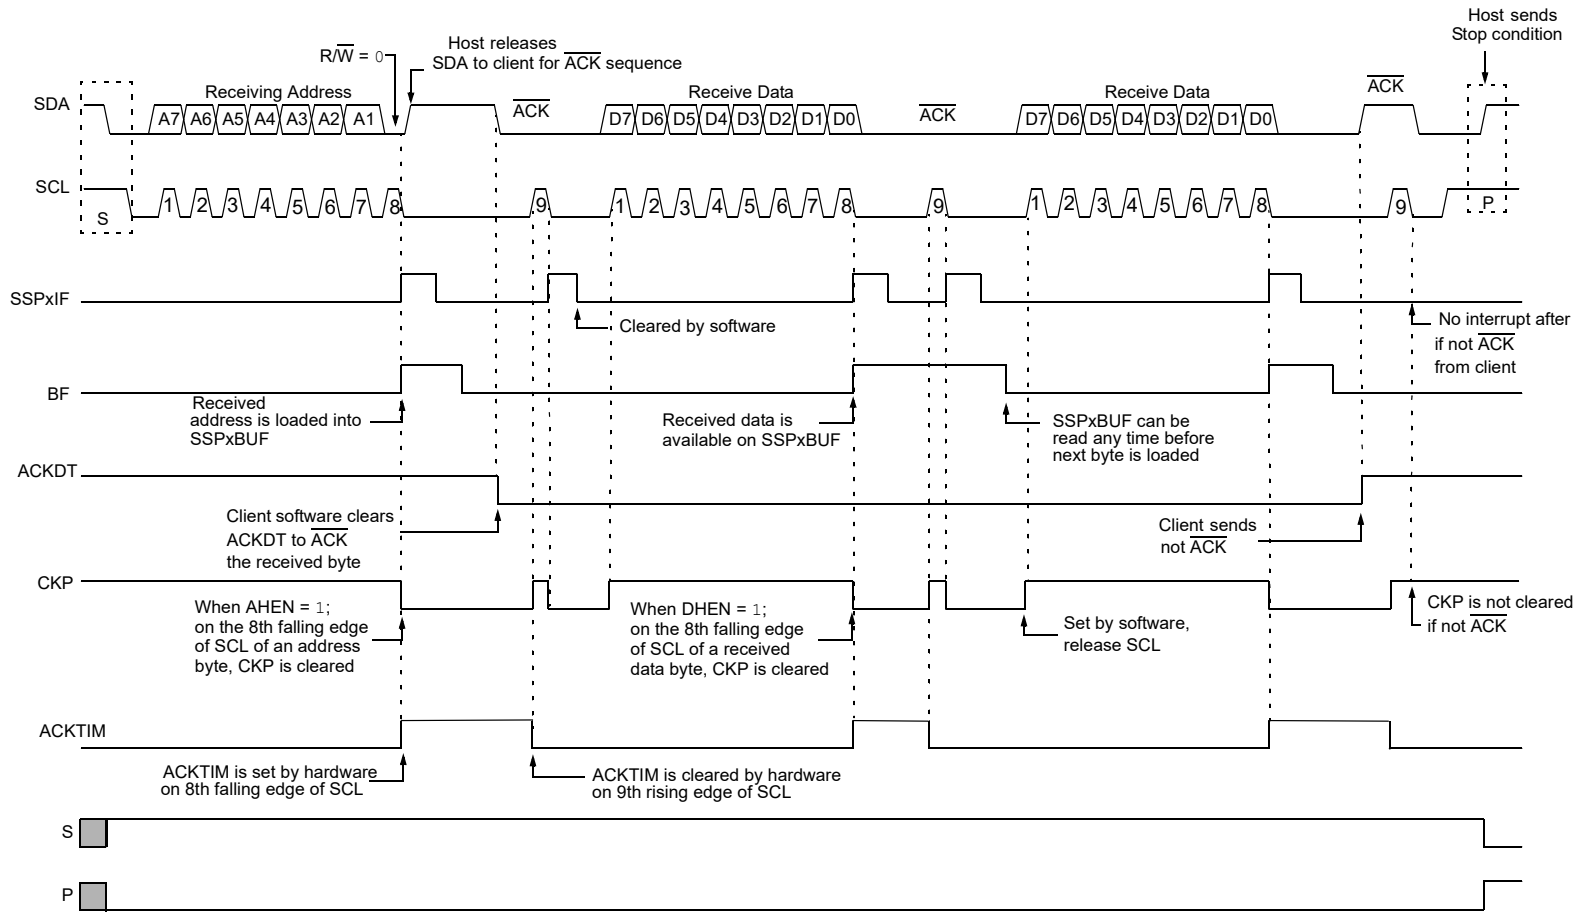 Host sends
Stop condition
R/W = 0
Host releases
SDA to client for ACK sequence
SDA
Receiving Address
ACK
Receive Data
ACK
Receive Data
ACK
A7 A6 A5 A4 A3 A2 A1
D7 D6 D5 D4 D3 D2 D1 D0
D7 D6 D5 D4 D3 D2 D1 D0
SCL
S
1 2 3 4 5 6 7 8
9
1 2 3 4 5 6 7 8
9
1 2 3 4 5 6 7 8
9
P
SSPxIF
Cleared by software
No interrupt after
if not ACK
from client
BF
Received
address is loaded into
SSPxBUF
Received data is
available on SSPxBUF
SSPxBUF can be
read any time before
next byte is loaded
ACKDT
Client software clears
ACKDT to ACK
the received byte
Client sends
not ACK
CKP
When AHEN = 1;
on the 8th falling edge
of SCL of an address
byte, CKP is cleared
When DHEN = 1;
on the 8th falling edge
of SCL of a received
data byte, CKP is cleared
Set by software,
release SCL
CKP is not cleared
if not ACK
ACKTIM
ACKTIM is set by hardware
on 8th falling edge of SCL
ACKTIM is cleared by hardware
on 9th rising edge of SCL
S
P